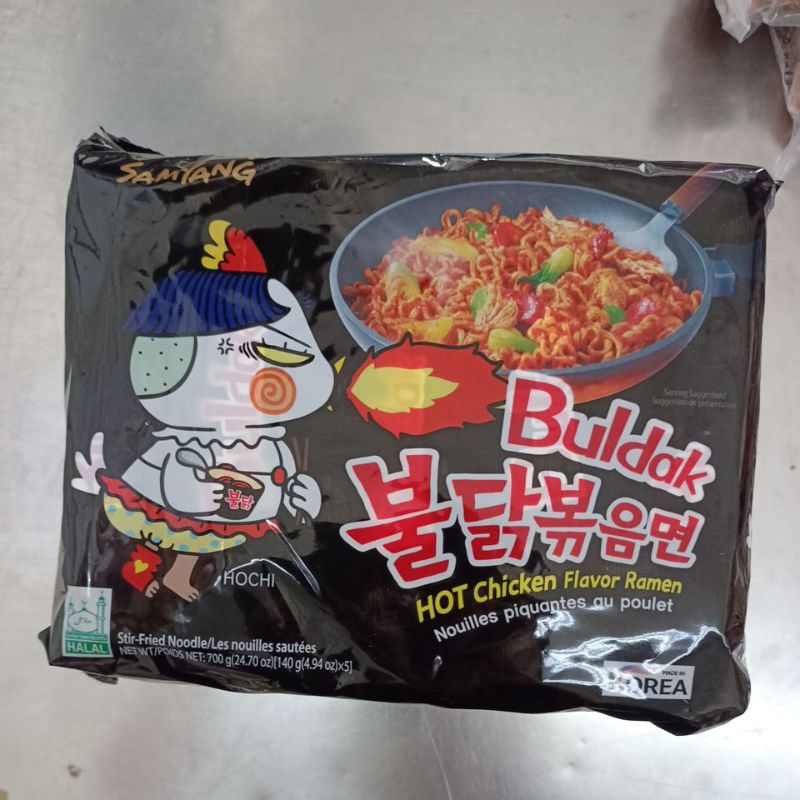 SAMYANG
Serving Suggestion/
Suggestion de présentation
Buldak
불닭볶음면
HOT Chicken Flavor Ramen
Nouilles piquantes au poulet
불닭
HOCHI
HALAL
Stir-Fried Noodle/Les nouilles sautées
NET WT/POIDS NET: 700 g(24.70 oz)[140 g(4.94 oz)×5]
MADE IN
KOREA